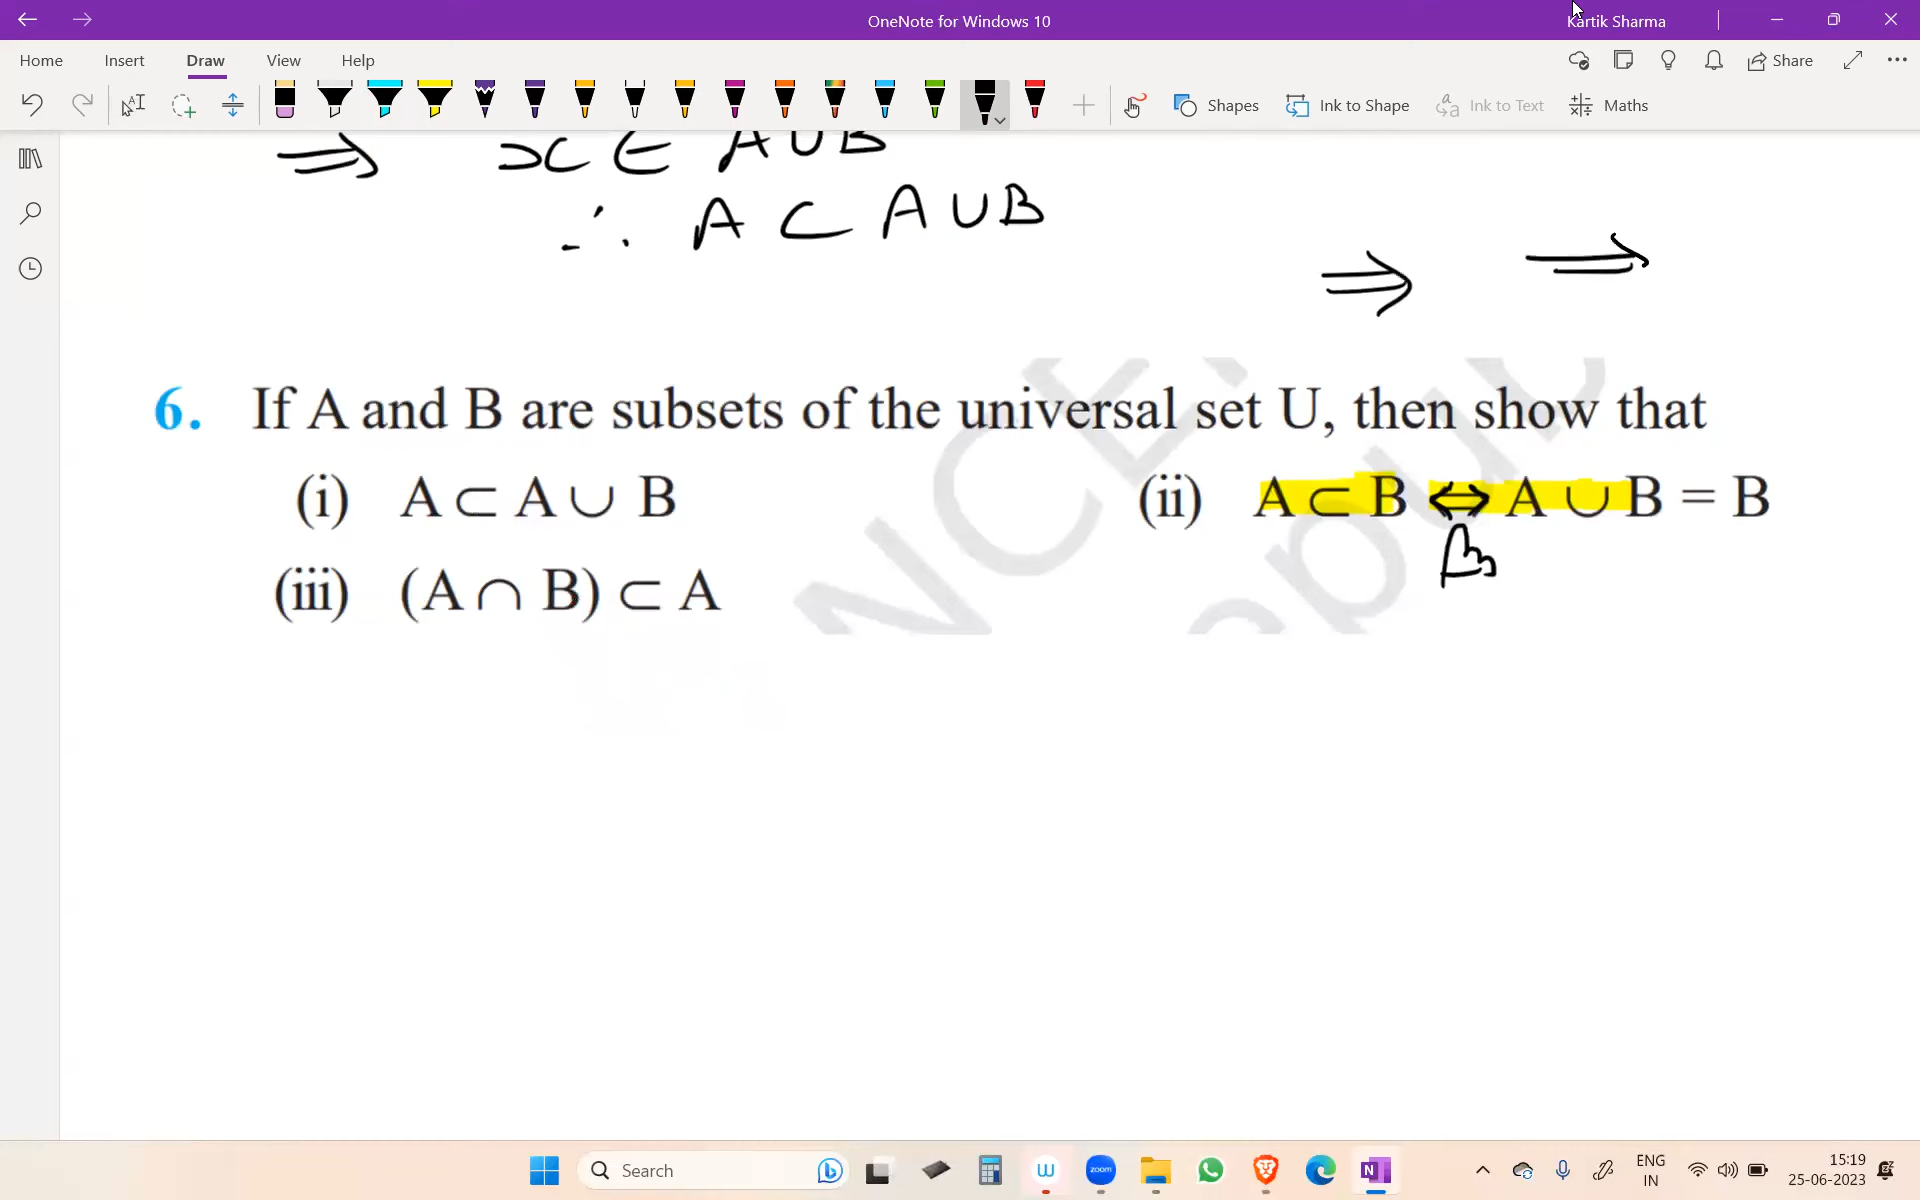 OneNote for Windows 10
Kartik Sharma
Home Insert Draw View Help
Share
Shapes Ink to Shape Ink to Text Maths
⇒ x ∈ A ∪ B
∴ A ⊂ A ∪ B
⇒ ⇒
6. If A and B are subsets of the universal set U, then show that
(i) A ⊂ A ∪ B (ii) A ⊂ B ⇔ A ∪ B = B
(iii) (A ∩ B) ⊂ A
Search
zoom
ENG
IN
15:19
25-06-2023